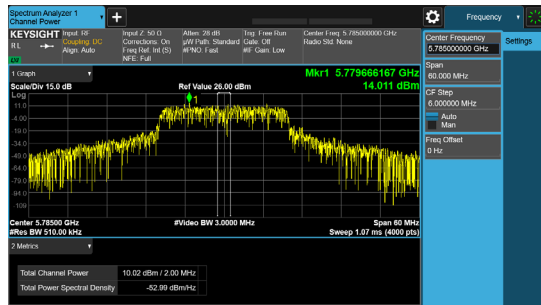 Spectrum Analyzer 1
Channel Power
Frequency
Settings
KEYSIGHT
RL
Input: RF
Coupling: DC
Align: Auto
Input Z: 50 Ω
Corrections: On
Freq Ref: Int (S)
NFE: Full
Atten: 28 dB
µW Path: Standard
#PNO: Fast
Trig: Free Run
Gate: Off
#IF Gain: Low
Center Freq: 5.785000000 GHz
Radio Std: None
Center Frequency
5.785000000 GHz
Span
60.000 MHz
CF Step
6.000000 MHz
Auto
Man
Freq Offset
0 Hz
1 Graph
Scale/Div 15.0 dB
Ref Value 26.00 dBm
Mkr1 5.779666167 GHz
14.011 dBm
Log
1
11.0
-4.00
-19.0
-34.0
-49.0
-64.0
-79.0
-94.0
-109
Center 5.78500 GHz
#Video BW 3.0000 MHz
Span 60 MHz
#Res BW 510.00 kHz
Sweep 1.07 ms (4000 pts)
2 Metrics
Total Channel Power 10.02 dBm / 2.00 MHz
Total Power Spectral Density -52.99 dBm/Hz